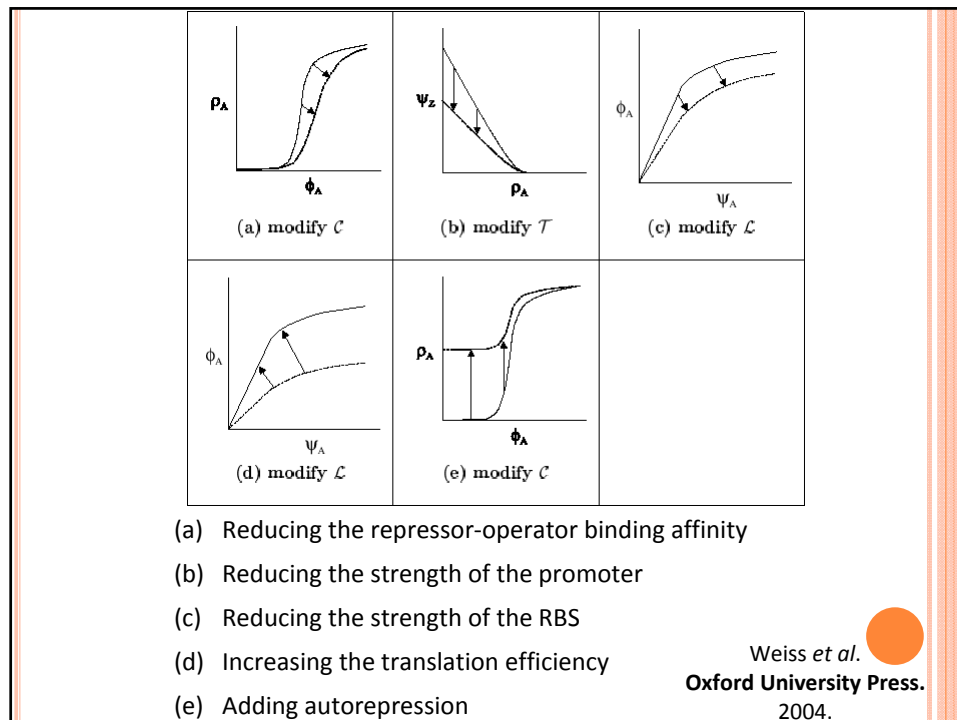 ρA
ϕA
(a) modify 𝒞
ψZ
ρA
(b) modify 𝒯
ϕA
ψA
(c) modify ℒ
ϕA
ψA
(d) modify ℒ
ρA
ϕA
(e) modify 𝒞
(a) Reducing the repressor-operator binding affinity
(b) Reducing the strength of the promoter
(c) Reducing the strength of the RBS
(d) Increasing the translation efficiency
(e) Adding autorepression
Weiss et al.
Oxford University Press.
2004.